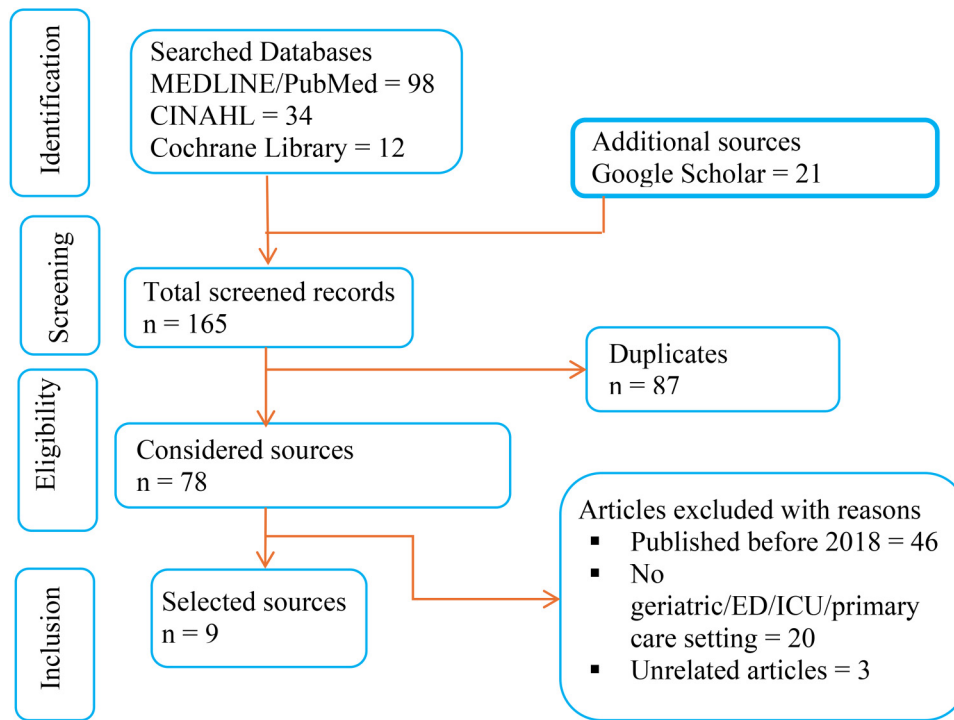 Identification
Searched Databases
MEDLINE/PubMed = 98
CINAHL = 34
Cochrane Library = 12
Additional sources
Google Scholar = 21
Screening
Total screened records
n = 165
Duplicates
n = 87
Eligibility
Considered sources
n = 78
Articles excluded with reasons
▪ Published before 2018 = 46
▪ No
geriatric/ED/ICU/primary
care setting = 20
▪ Unrelated articles = 3
Inclusion
Selected sources
n = 9